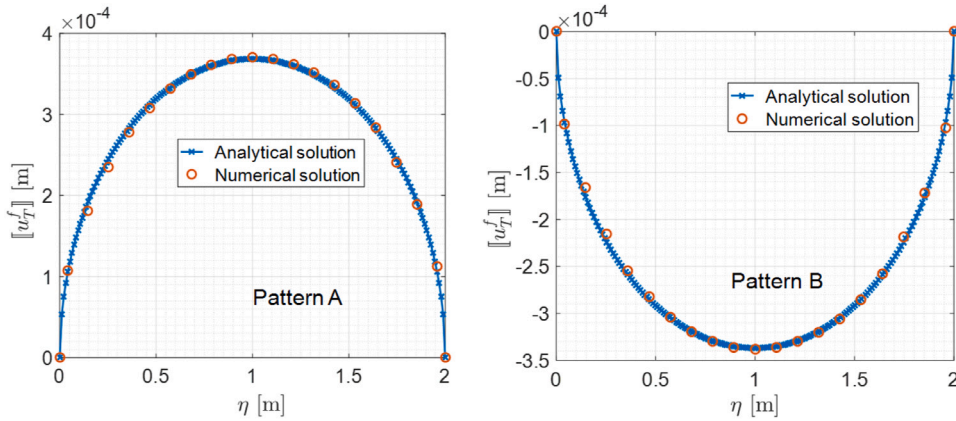 ×10⁻⁴
4
3
2
1
0
⟦u_T^f⟧ [m]
Analytical solution
Numerical solution
Pattern A
0 0.5 1 1.5 2
η [m]
×10⁻⁴
0
-0.5
-1
-1.5
-2
-2.5
-3
-3.5
⟦u_T^f⟧ [m]
Analytical solution
Numerical solution
Pattern B
0 0.5 1 1.5 2
η [m]